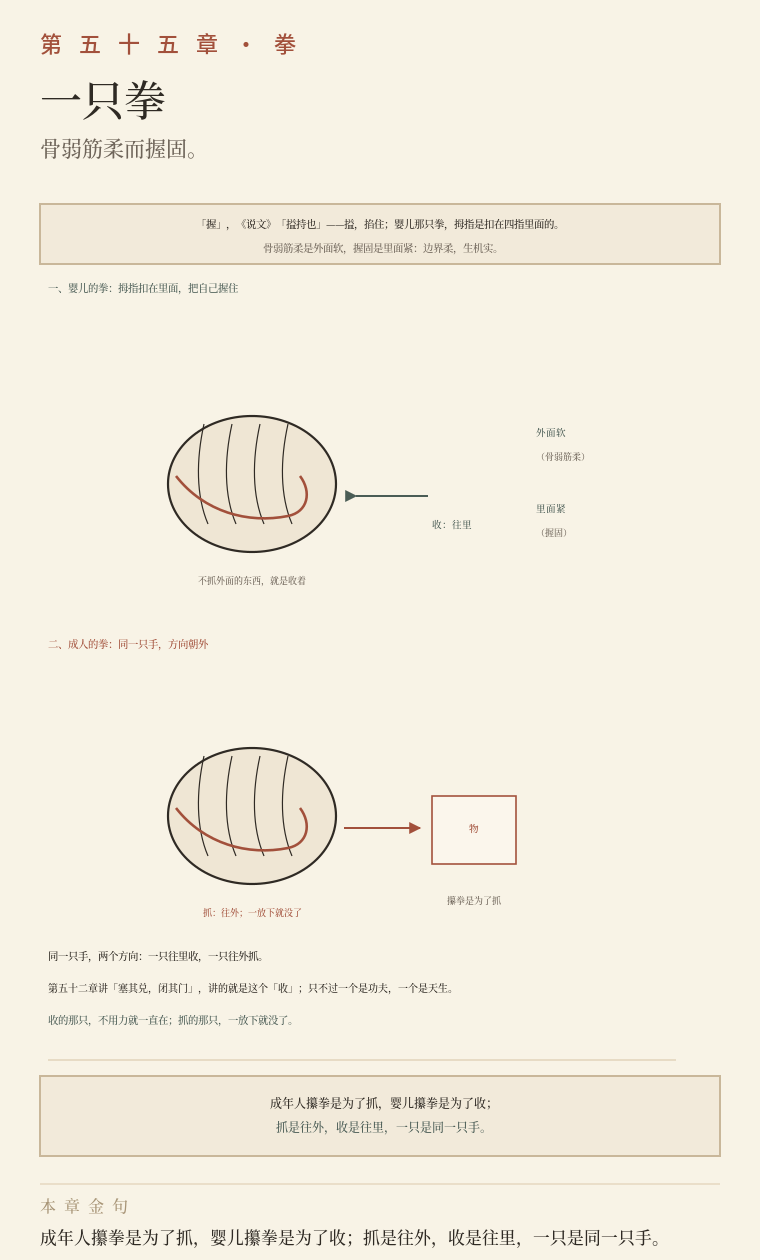 第五十五章·拳
一只拳
骨弱筋柔而握固。
「握」，《说文》「搤持也」——搤，掐住；婴儿那只拳，拇指是扣在四指里面的。
骨弱筋柔是外面软，握固是里面紧：边界柔，生机实。
一、婴儿的拳：拇指扣在里面，把自己握住
外面软
（骨弱筋柔）
里面紧
（握固）
收：往里
不抓外面的东西，就是收着
二、成人的拳：同一只手，方向朝外
物
攥拳是为了抓
抓：往外；一放下就没了
同一只手，两个方向：一只往里收，一只往外抓。
第五十二章讲「塞其兑，闭其门」，讲的就是这个「收」；只不过一个是功夫，一个是天生。
收的那只，不用力就一直在；抓的那只，一放下就没了。
成年人攥拳是为了抓，婴儿攥拳是为了收；
抓是往外，收是往里，一只是同一只手。
本章金句
成年人攥拳是为了抓，婴儿攥拳是为了收；抓是往外，收是往里，一只是同一只手。